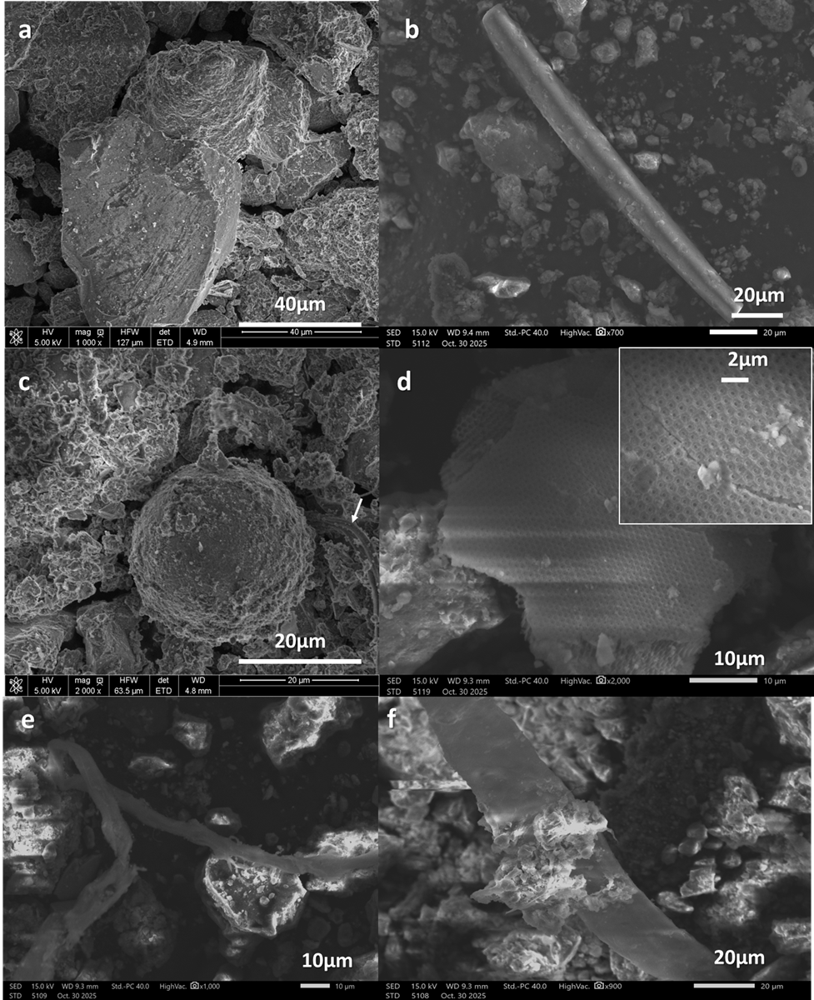 a
40µm
HV mag HFW det WD
5.00 kV 1 000 x 127 µm ETD 4.9 mm
40 µm
b
20µm
SED 15.0 kV WD 9.4 mm Std.-PC 40.0 HighVac. x700 20 µm
STD 5112 Oct. 30 2025
c
20µm
HV mag HFW det WD
5.00 kV 2 000 x 63.5 µm ETD 4.8 mm
20 µm
d
2µm
10µm
SED 15.0 kV WD 9.3 mm Std.-PC 40.0 HighVac. x2,000 10 µm
STD 5119 Oct. 30 2025
e
10µm
SED 15.0 kV WD 9.3 mm Std.-PC 40.0 HighVac. x1,000 10 µm
STD 5109 Oct. 30 2025
f
20µm
SED 15.0 kV WD 9.3 mm Std.-PC 40.0 HighVac. x900 20 µm
STD 5108 Oct. 30 2025